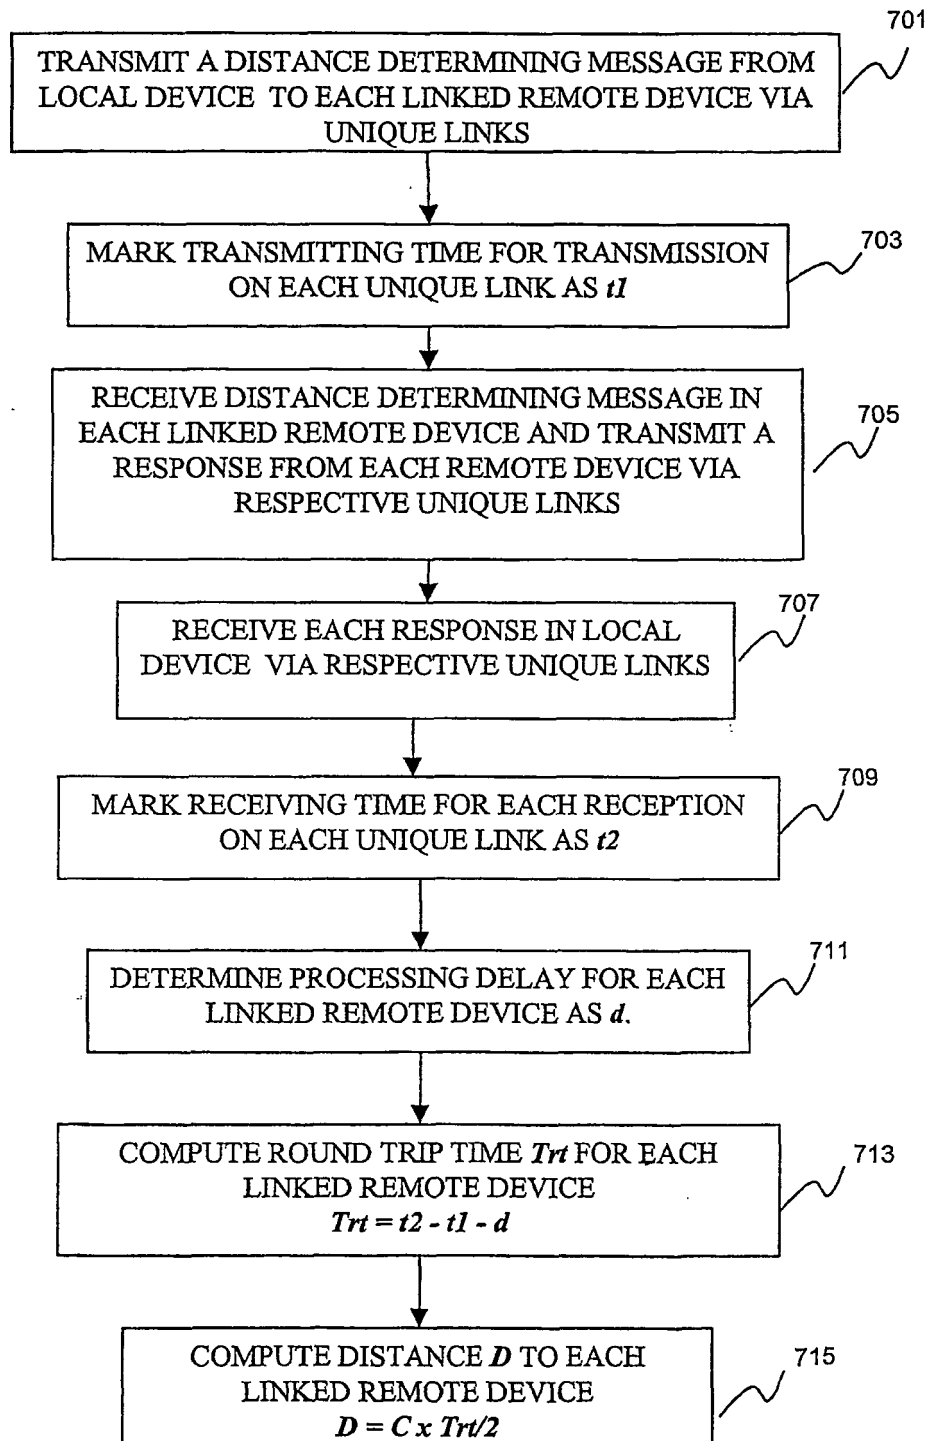 701
TRANSMIT A DISTANCE DETERMINING MESSAGE FROM
LOCAL DEVICE TO EACH LINKED REMOTE DEVICE VIA
UNIQUE LINKS
703
MARK TRANSMITTING TIME FOR TRANSMISSION
ON EACH UNIQUE LINK AS t1
705
RECEIVE DISTANCE DETERMINING MESSAGE IN
EACH LINKED REMOTE DEVICE AND TRANSMIT A
RESPONSE FROM EACH REMOTE DEVICE VIA
RESPECTIVE UNIQUE LINKS
707
RECEIVE EACH RESPONSE IN LOCAL
DEVICE VIA RESPECTIVE UNIQUE LINKS
709
MARK RECEIVING TIME FOR EACH RECEPTION
ON EACH UNIQUE LINK AS t2
711
DETERMINE PROCESSING DELAY FOR EACH
LINKED REMOTE DEVICE AS d.
713
COMPUTE ROUND TRIP TIME Trt FOR EACH
LINKED REMOTE DEVICE
Trt = t2 - t1 - d
715
COMPUTE DISTANCE D TO EACH
LINKED REMOTE DEVICE
D = C x Trt/2